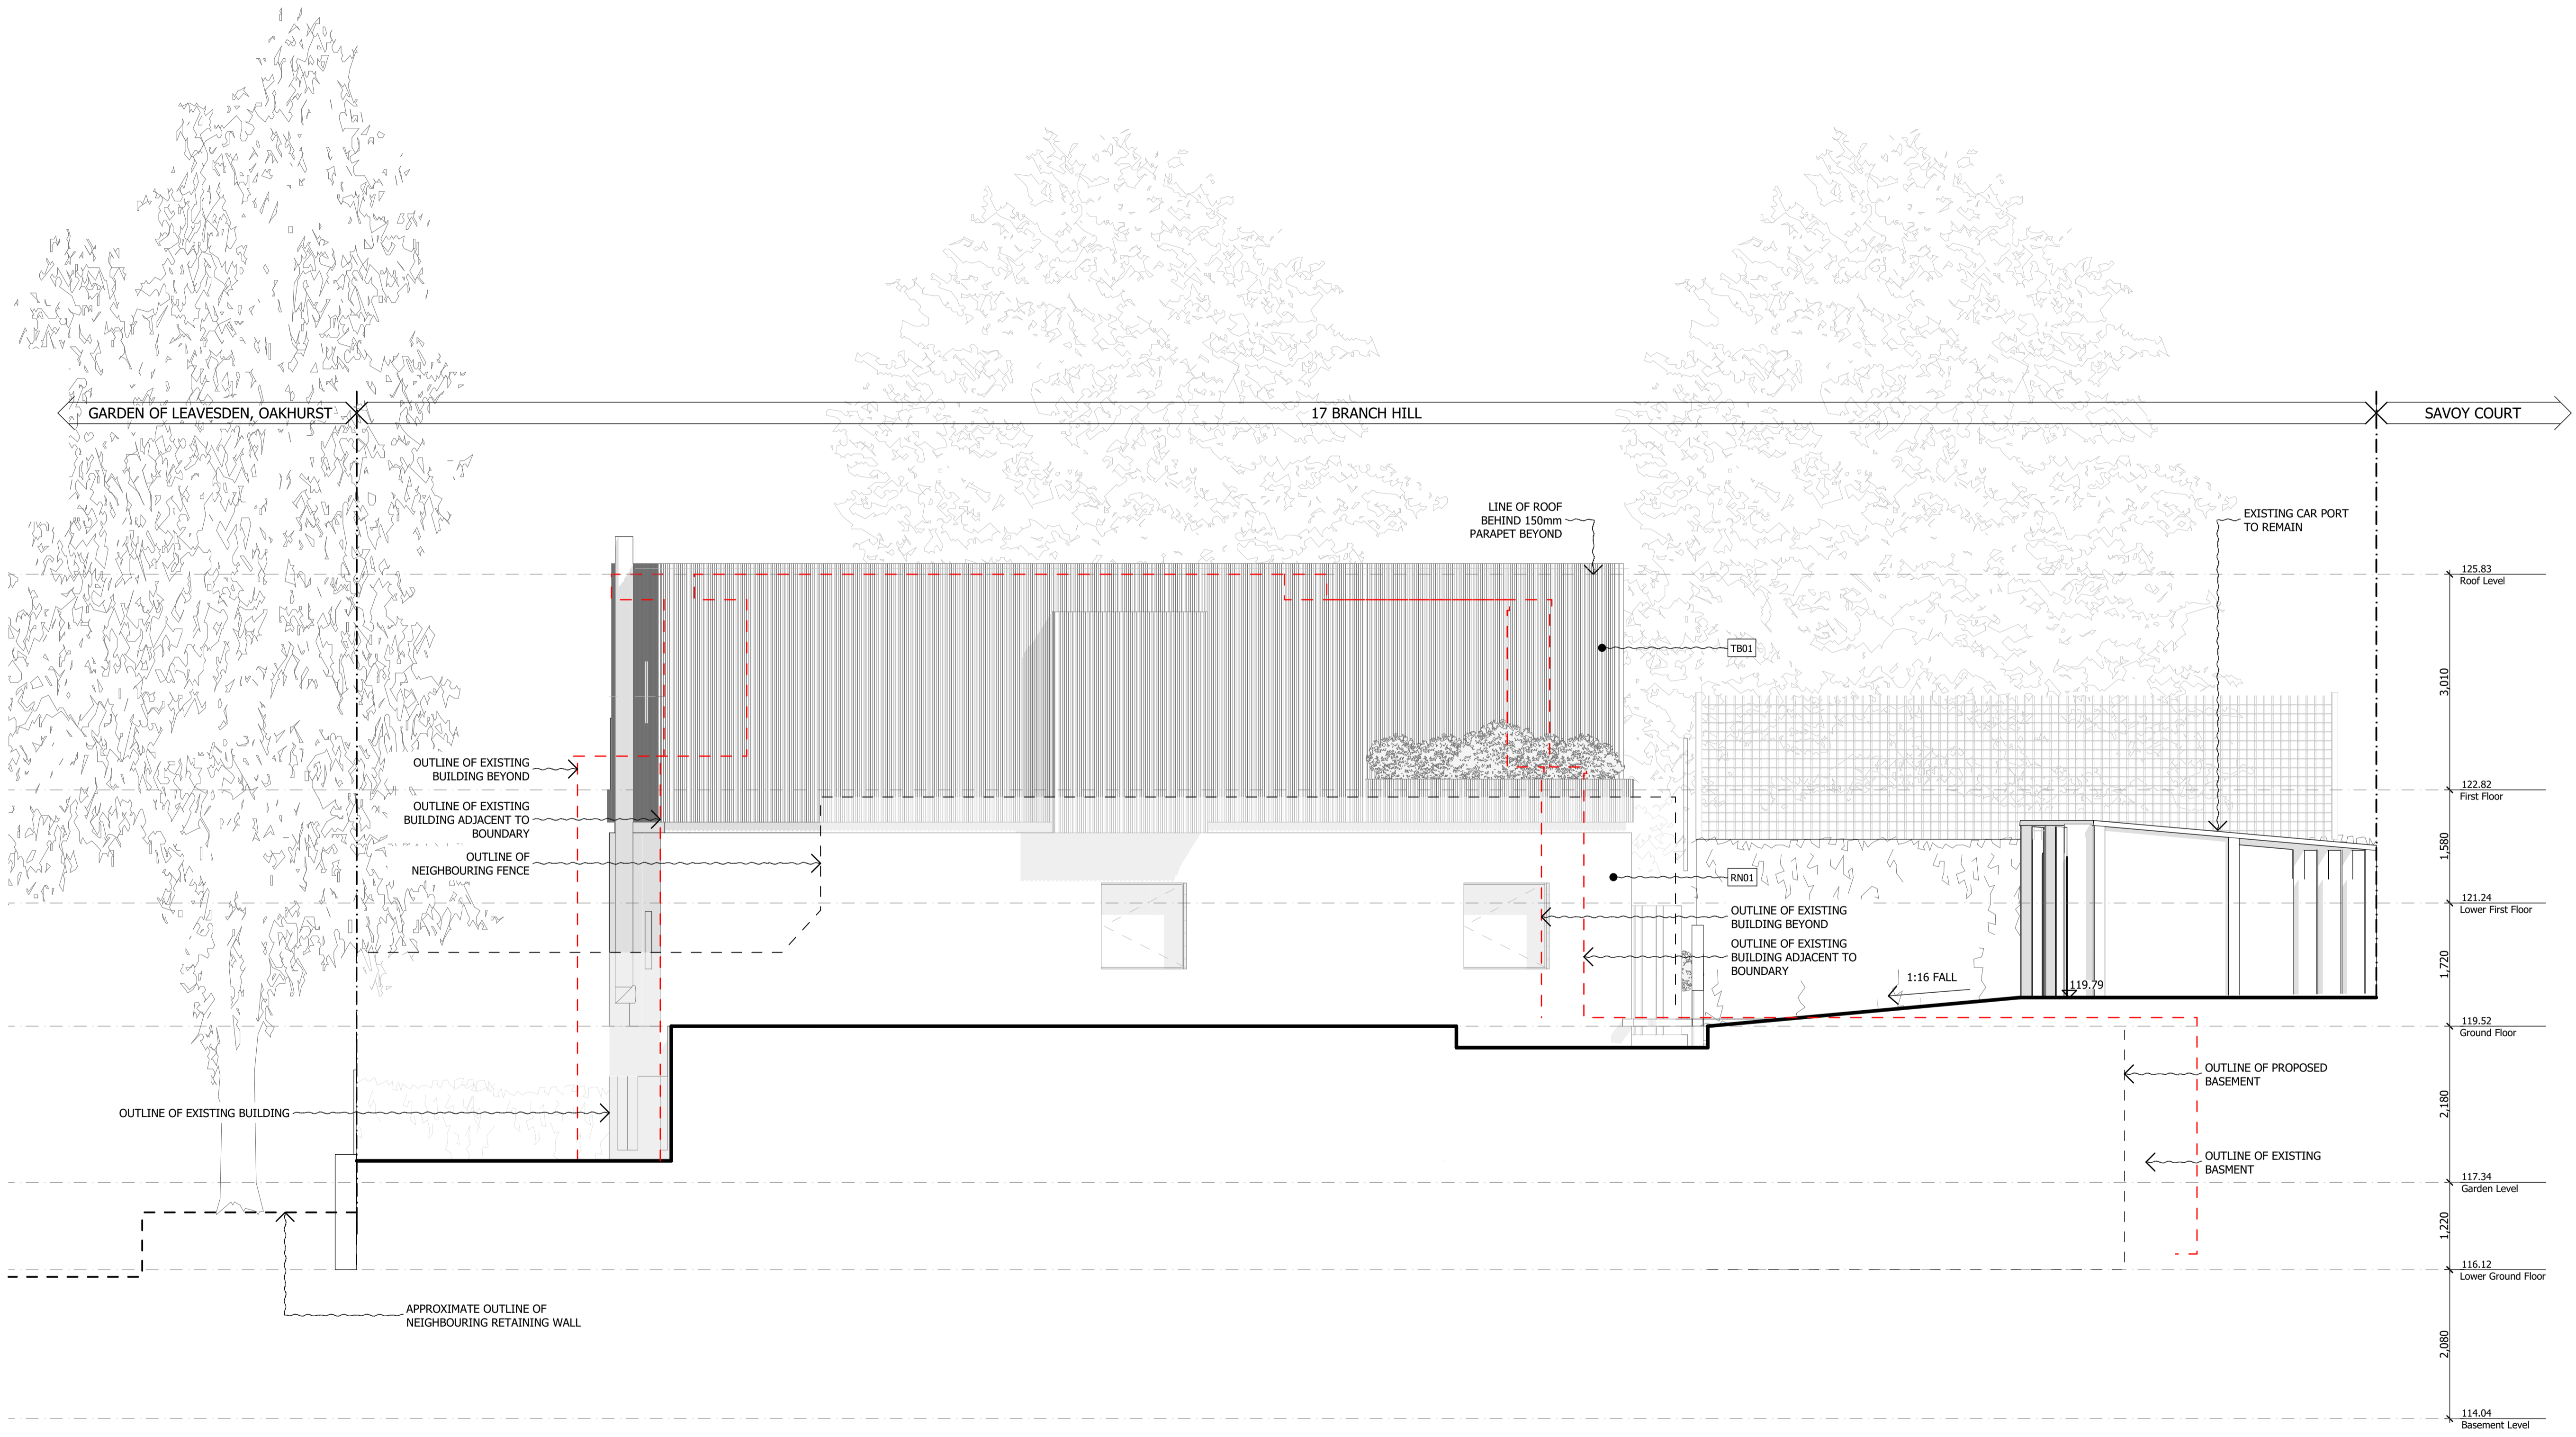 GARDEN OF LEAVESDEN, OAKHURST
17 BRANCH HILL
SAVOY COURT
LINE OF ROOF
BEHIND 150mm
PARAPET BEYOND
EXISTING CAR PORT
TO REMAIN
125.83
Roof Level
TB01
3,010
OUTLINE OF EXISTING
BUILDING BEYOND
122.82
First Floor
OUTLINE OF EXISTING
BUILDING ADJACENT TO
BOUNDARY
1,580
OUTLINE OF
NEIGHBOURING FENCE
RN01
121.24
Lower First Floor
OUTLINE OF EXISTING
BUILDING BEYOND
OUTLINE OF EXISTING
BUILDING ADJACENT TO
BOUNDARY
1,720
1:16 FALL
119.79
119.52
Ground Floor
OUTLINE OF PROPOSED
BASEMENT
2,180
OUTLINE OF EXISTING BUILDING
OUTLINE OF EXISTING
BASMENT
117.34
Garden Level
1,220
116.12
Lower Ground Floor
APPROXIMATE OUTLINE OF
NEIGHBOURING RETAINING WALL
2,080
114.04
Basement Level